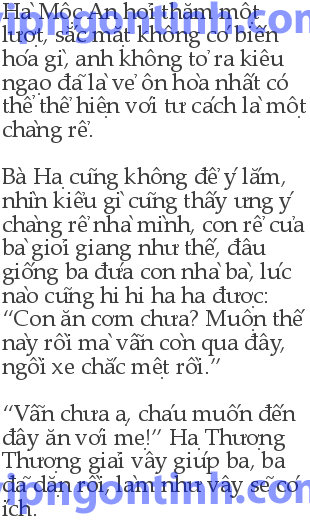 Hà Mộc An hỏi thăm một
lượt, sắc mặt không có biến
hóa gì, anh không tỏ ra kiêu
ngạo đã là vẻ ôn hòa nhất có
thể thể hiện với tư cách là một
chàng rể.
Bà Hạ cũng không để ý lắm,
nhìn kiểu gì cũng thấy ưng ý
chàng rể nhà mình, con rể của
bà giỏi giang như thế, đâu
giống ba đứa con nhà bà, lúc
nào cũng hi hi ha ha được:
“Con ăn cơm chưa? Muộn thế
này rồi mà vẫn còn qua đây,
ngồi xe chắc mệt rồi.”
“Vẫn chưa ạ, cháu muốn đến
đây ăn với mẹ!” Hạ Thượng
Thượng giai vây giúp ba, ba
đã dặn rồi, làm như vậy sẽ có
ích.